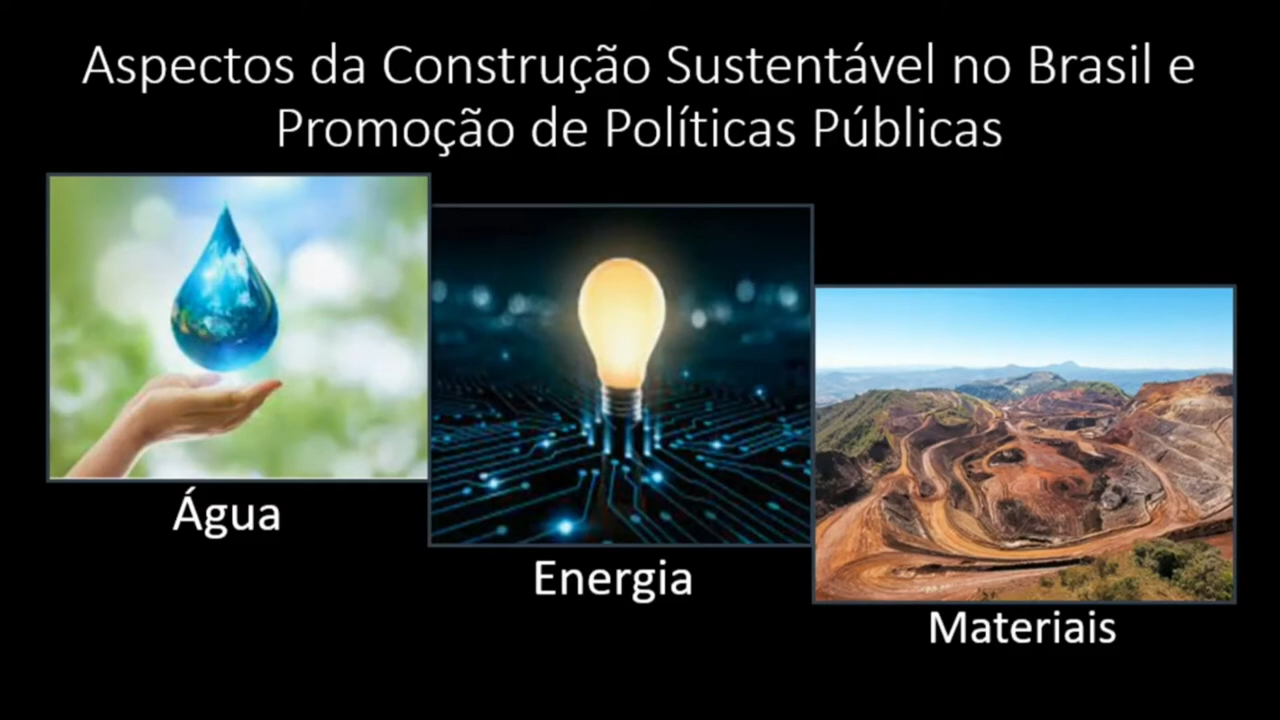 Aspectos da Construção Sustentável no Brasil e
Promoção de Políticas Públicas
Água
Energia
Materiais